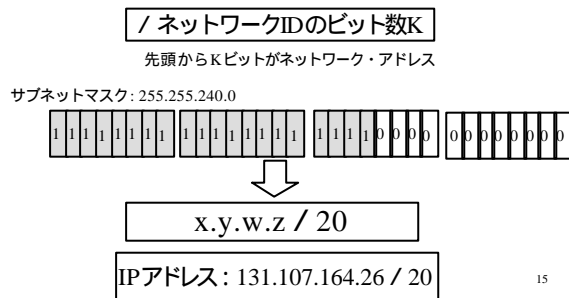 / ネットワークIDのビット数K
先頭からKビットがネットワーク・アドレス
サブネットマスク: 255.255.240.0
1 1 1 1 1 1 1 1 1 1 1 1 1 1 1 1 1 1 1 1 0 0 0 0 0 0 0 0 0 0 0 0
x.y.w.z / 20
IPアドレス: 131.107.164.26 / 20
15